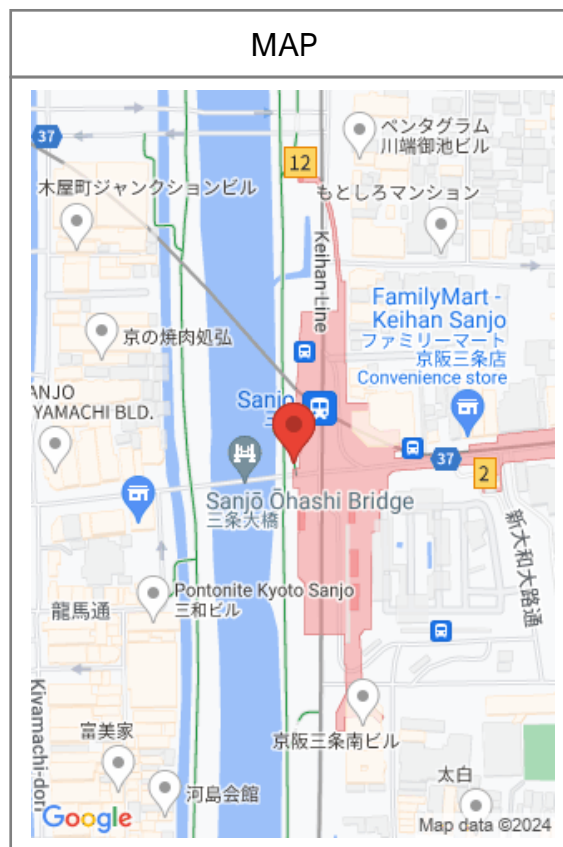 MAP
37
ペンタグラム
川端御池ビル
12
木屋町ジャンクションビル
もとしろマンション
Keihan Line
FamilyMart -
Keihan Sanjo
ファミリーマート
京阪三条店
Convenience store
京の焼肉処弘
ANJO
YAMACHI BLD.
Sanjo
37
2
Sanjō Ōhashi Bridge
三条大橋
新大和大路通
Pontonite Kyoto Sanjo
三和ビル
龍馬通
Kiyamachi-dori
富美家
京阪三条南ビル
河島会館
太白
Google
Map data ©2024